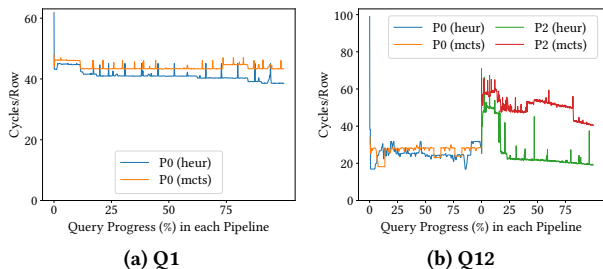 60
40
20
0
Cycles/Row
P0 (heur)
P0 (mcts)
0 25 50 75
Query Progress (%) in each Pipeline
(a) Q1
100
80
60
40
20
0
Cycles/Row
P0 (heur) P2 (heur)
P0 (mcts) P2 (mcts)
0 25 50 75 0 25 50 75
Query Progress (%) in each Pipeline
(b) Q12